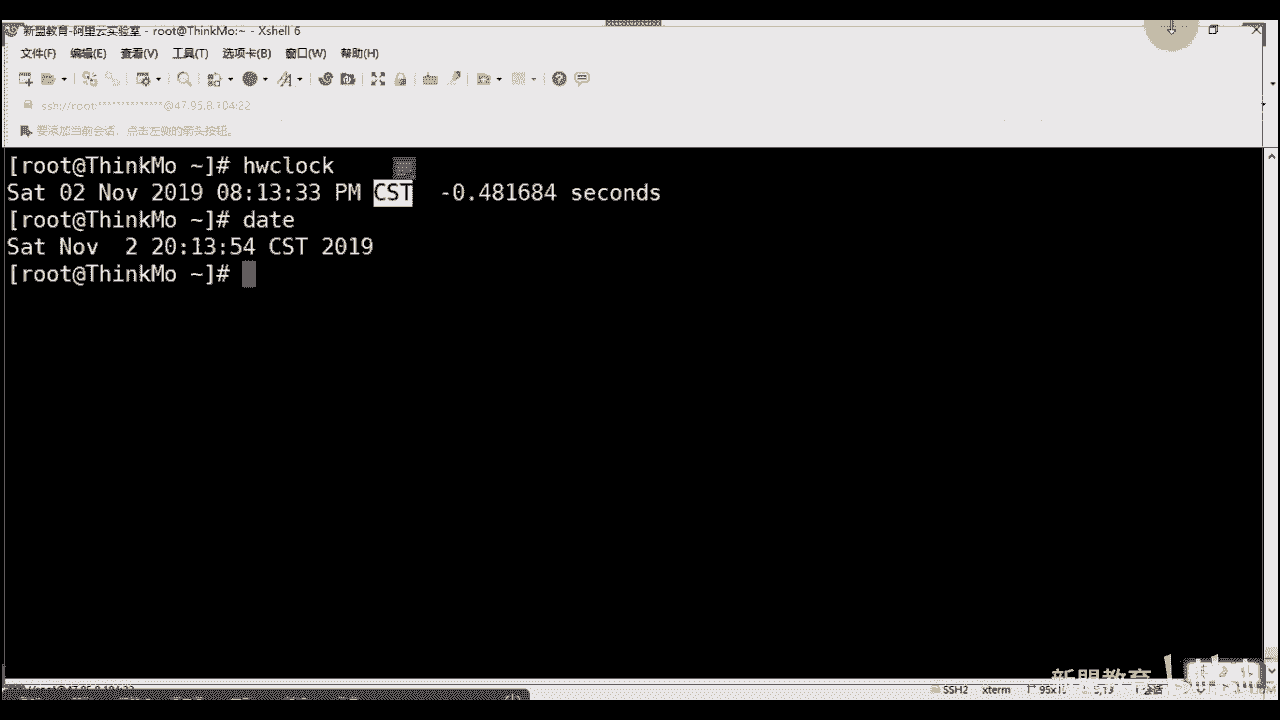 新盟教育-阿里云实验室 - root@ThinkMo:~ - Xshell 6
文件(F) 编辑(E) 查看(V) 工具(T) 选项卡(B) 窗口(W) 帮助(H)
ssh://root:**************@47.95.8.104:22
要添加当前会话，点击左侧的箭头按钮。
[root@ThinkMo ~]# hwclock
Sat 02 Nov 2019 08:13:33 PM CST  -0.481684 seconds
[root@ThinkMo ~]# date
Sat Nov  2 20:13:54 CST 2019
[root@ThinkMo ~]#
新盟教育 bilibili
SSH2 xterm